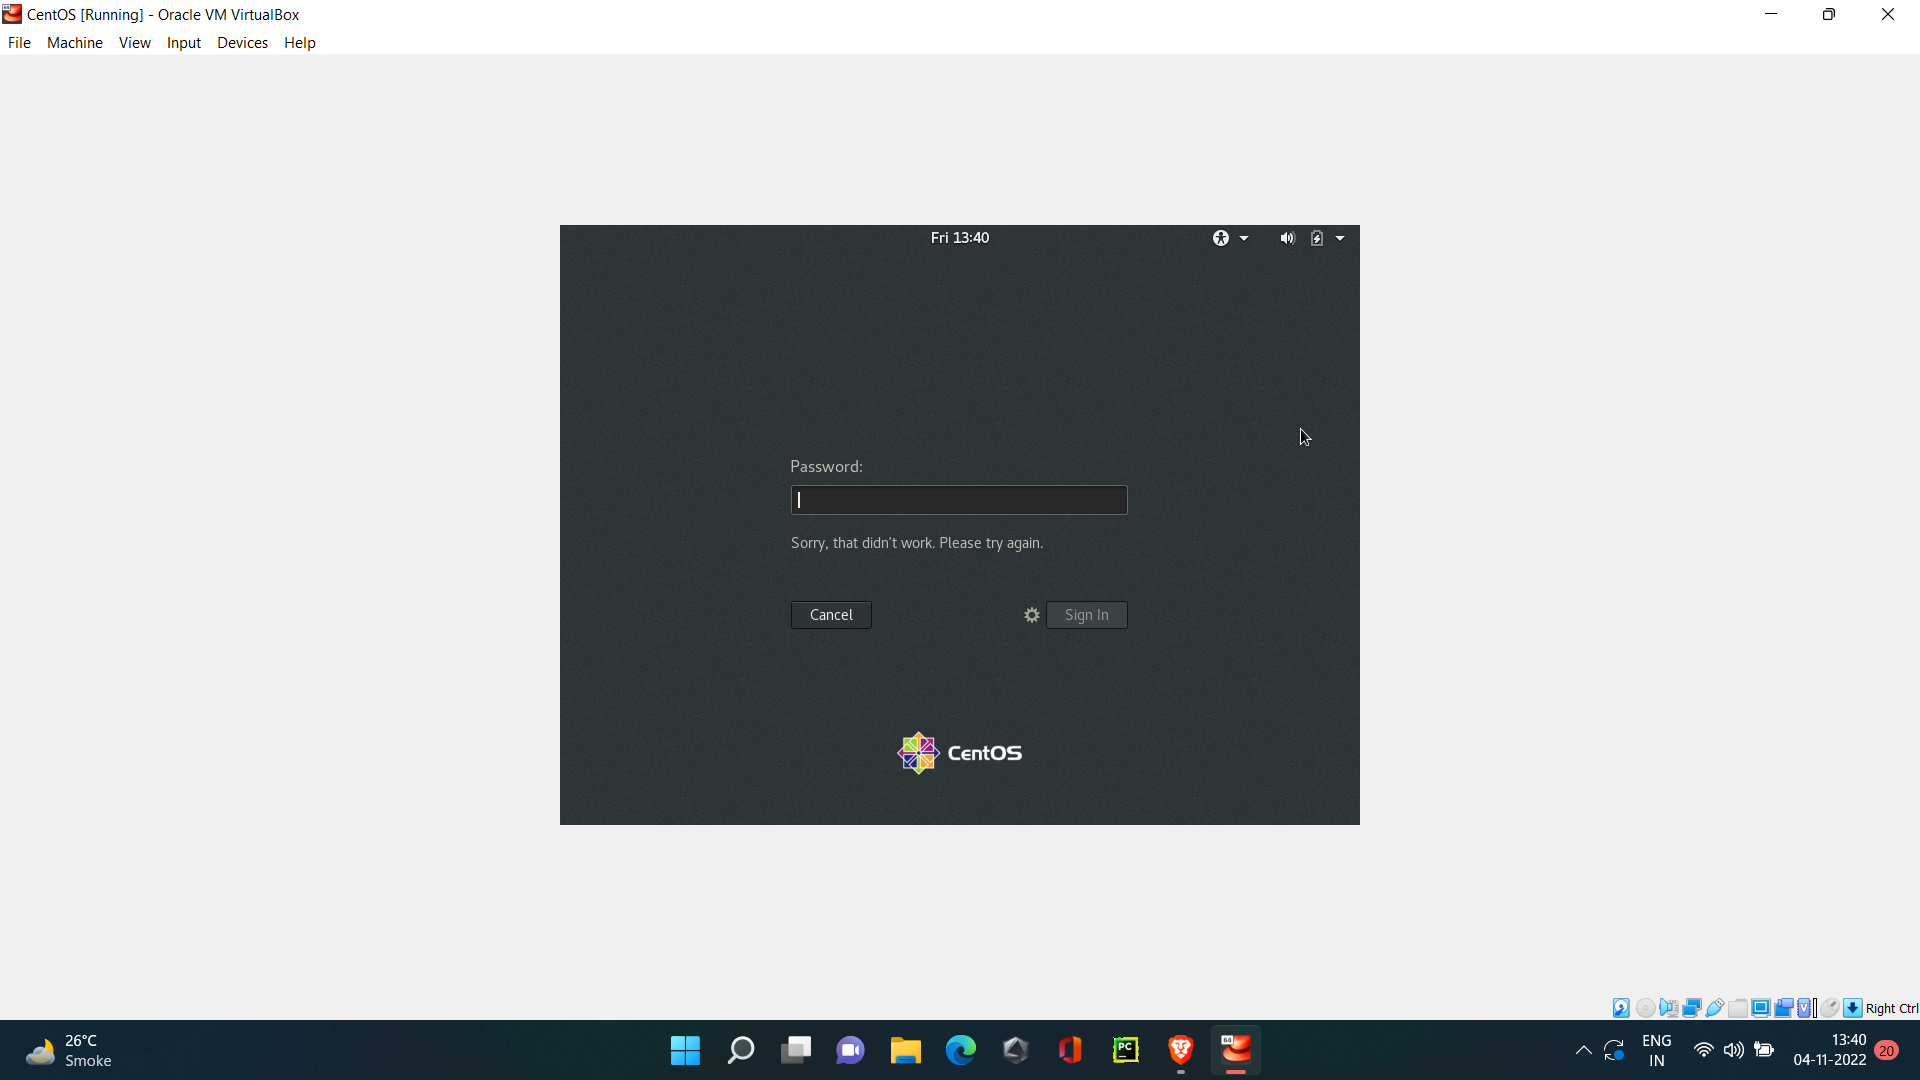 CentOS [Running] - Oracle VM VirtualBox
File Machine View Input Devices Help
Fri 13:40
Password:
Sorry, that didn't work. Please try again.
Cancel
Sign In
CentOS
Right Ctrl
26°C
Smoke
PC
64
ENG
IN
13:40
04-11-2022
20